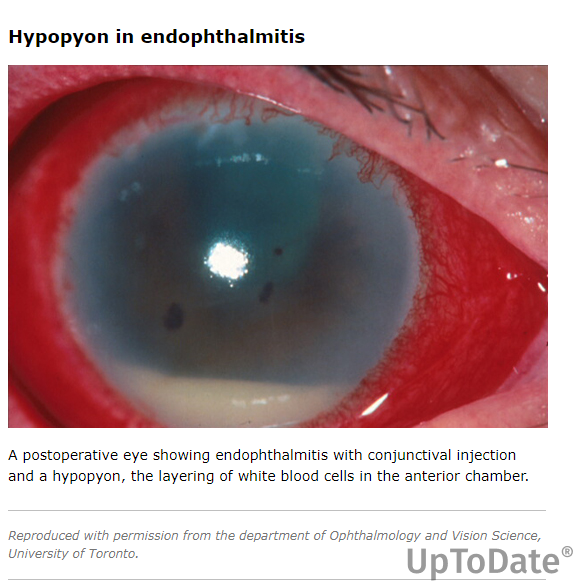 Hypopyon in endophthalmitis
A postoperative eye showing endophthalmitis with conjunctival injection
and a hypopyon, the layering of white blood cells in the anterior chamber.
Reproduced with permission from the department of Ophthalmology and Vision Science,
University of Toronto.
UpToDate®